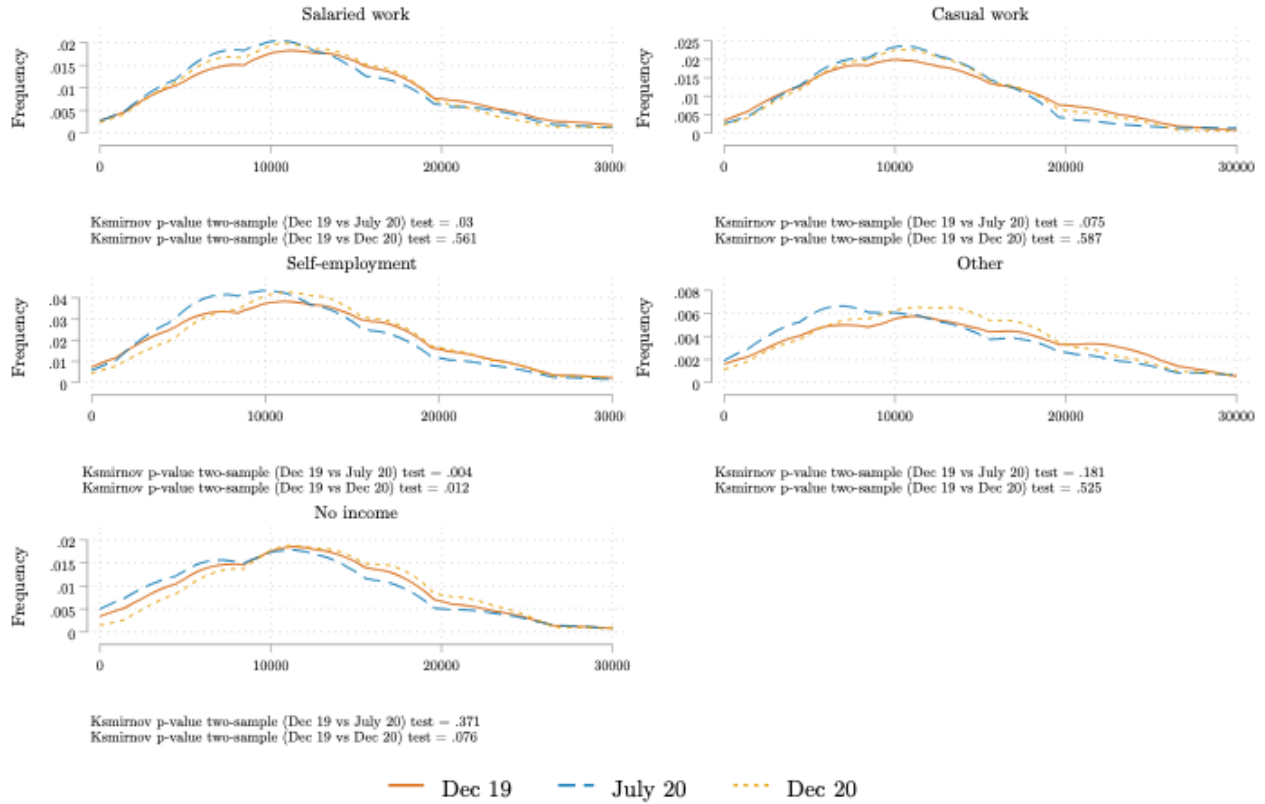 Salaried work
Frequency
.02
.015
.01
.005
0
0 10000 20000 30000
Ksmirnov p-value two-sample (Dec 19 vs July 20) test = .03
Ksmirnov p-value two-sample (Dec 19 vs Dec 20) test = .561
Casual work
Frequency
.025
.02
.015
.01
.005
0
0 10000 20000 30000
Ksmirnov p-value two-sample (Dec 19 vs July 20) test = .075
Ksmirnov p-value two-sample (Dec 19 vs Dec 20) test = .587
Self-employment
Frequency
.04
.03
.02
.01
0
0 10000 20000 30000
Ksmirnov p-value two-sample (Dec 19 vs July 20) test = .004
Ksmirnov p-value two-sample (Dec 19 vs Dec 20) test = .012
Other
Frequency
.008
.006
.004
.002
0
0 10000 20000 30000
Ksmirnov p-value two-sample (Dec 19 vs July 20) test = .181
Ksmirnov p-value two-sample (Dec 19 vs Dec 20) test = .525
No income
Frequency
.02
.015
.01
.005
0
0 10000 20000 30000
Ksmirnov p-value two-sample (Dec 19 vs July 20) test = .371
Ksmirnov p-value two-sample (Dec 19 vs Dec 20) test = .076
Dec 19 July 20 Dec 20